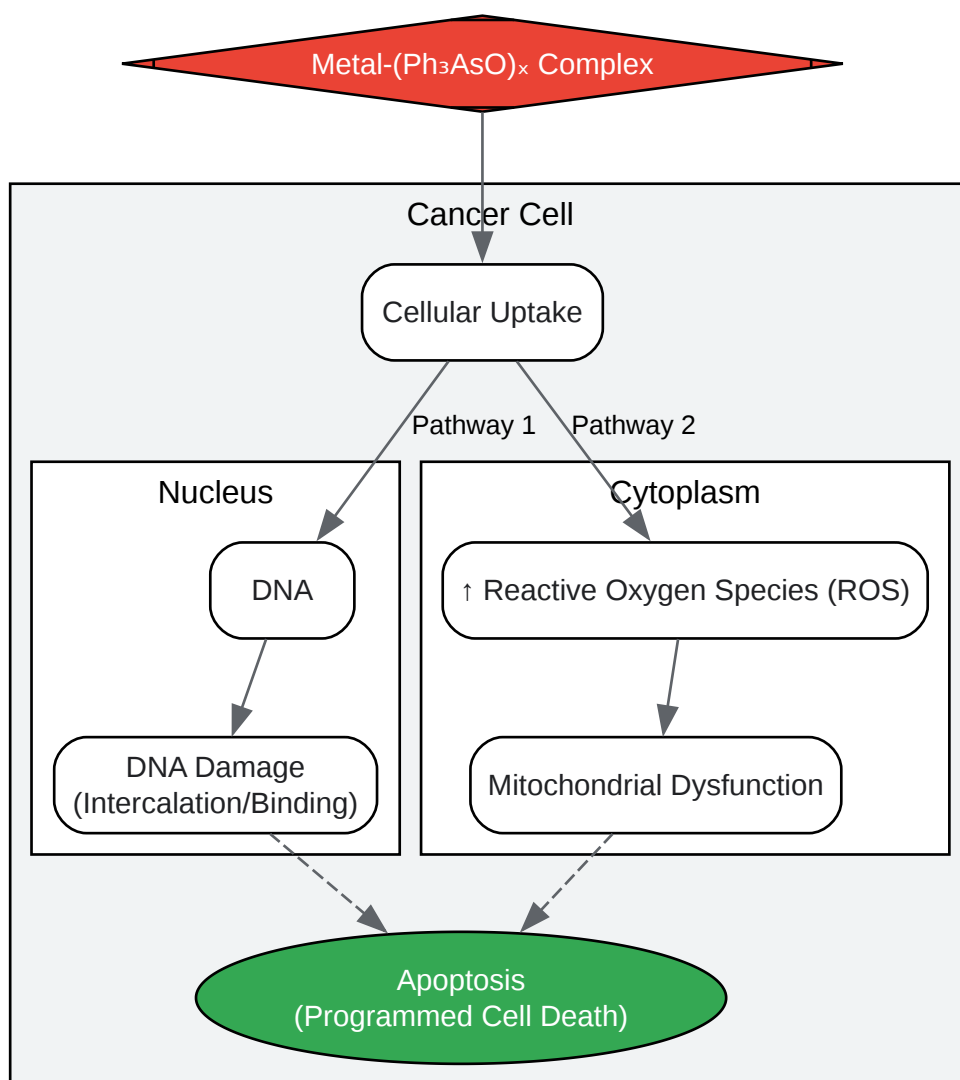 Metal-(Ph₃AsO)ₓ Complex
Cancer Cell
Cellular Uptake
Pathway 1
Pathway 2
Nucleus
Cytoplasm
DNA
↑ Reactive Oxygen Species (ROS)
DNA Damage
(Intercalation/Binding)
Mitochondrial Dysfunction
Apoptosis
(Programmed Cell Death)